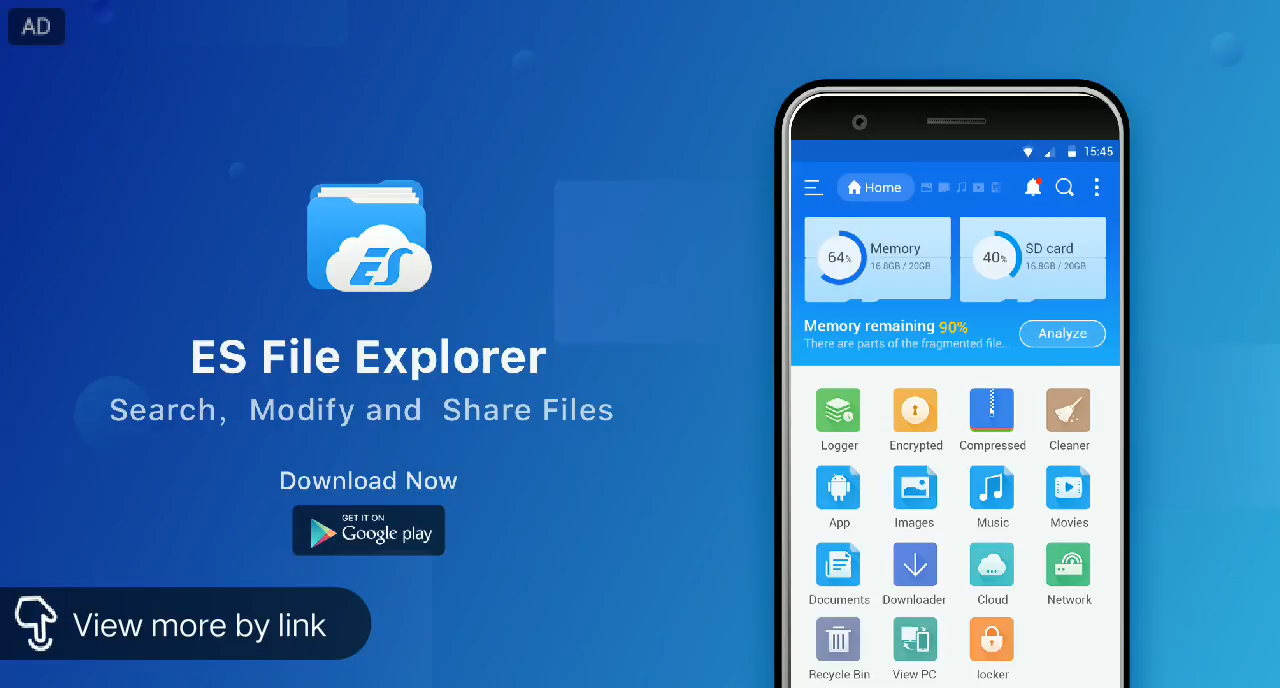 AD
ES
ES File Explorer
Search, Modify and Share Files
Download Now
GET IT ON
Google play
View more by link
15:45
Home
64%
Memory
16.8GB / 20GB
40%
SD card
16.8GB / 20GB
Memory remaining 90%
There are parts of the fragmented file...
Analyze
Logger Encrypted Compressed Cleaner
App Images Music Movies
Documents Downloader Cloud Network
Recycle Bin View PC locker